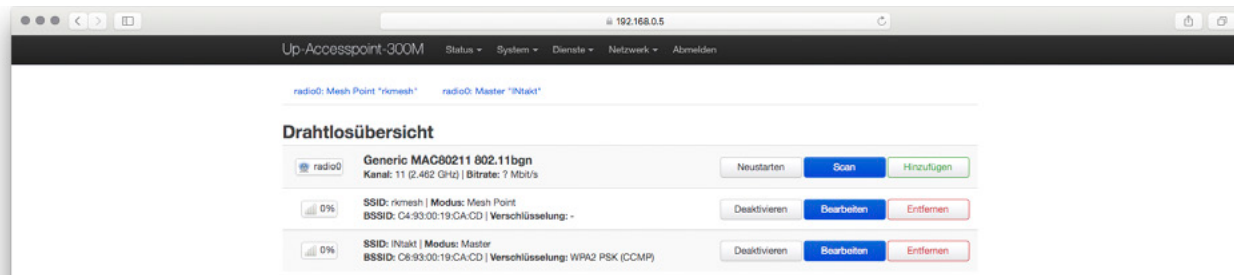 192.168.0.5
Up-Accesspoint-300M Status System Dienste Netzwerk Abmelden
radio0: Mesh Point "rkmesh" radio0: Master "INtakt"
Drahtlosübersicht
radio0 Generic MAC80211 802.11bgn Neustarten Scan Hinzufügen
Kanal: 11 (2.462 GHz) | Bitrate: ? Mbit/s
SSID: rkmesh | Modus: Mesh Point
0% Deaktivieren Bearbeiten Entfernen
BSSID: C4:93:00:19:CA:CD | Verschlüsselung: -
SSID: INtakt | Modus: Master
0% Deaktivieren Bearbeiten Entfernen
BSSID: C6:93:00:19:CA:CD | Verschlüsselung: WPA2 PSK (CCMP)